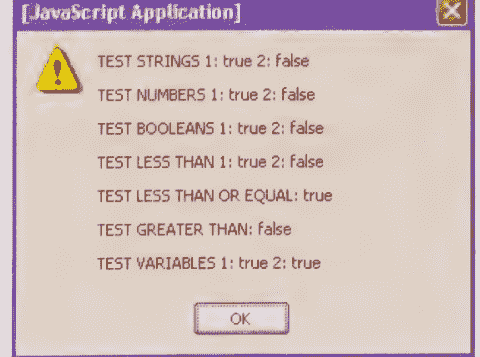 [JavaScript Application]
TEST STRINGS 1: true 2: false
TEST NUMBERS 1: true 2: false
TEST BOOLEANS 1: true 2: false
TEST LESS THAN 1: true 2: false
TEST LESS THAN OR EQUAL: true
TEST GREATER THAN: false
TEST VARIABLES 1: true 2: true
OK